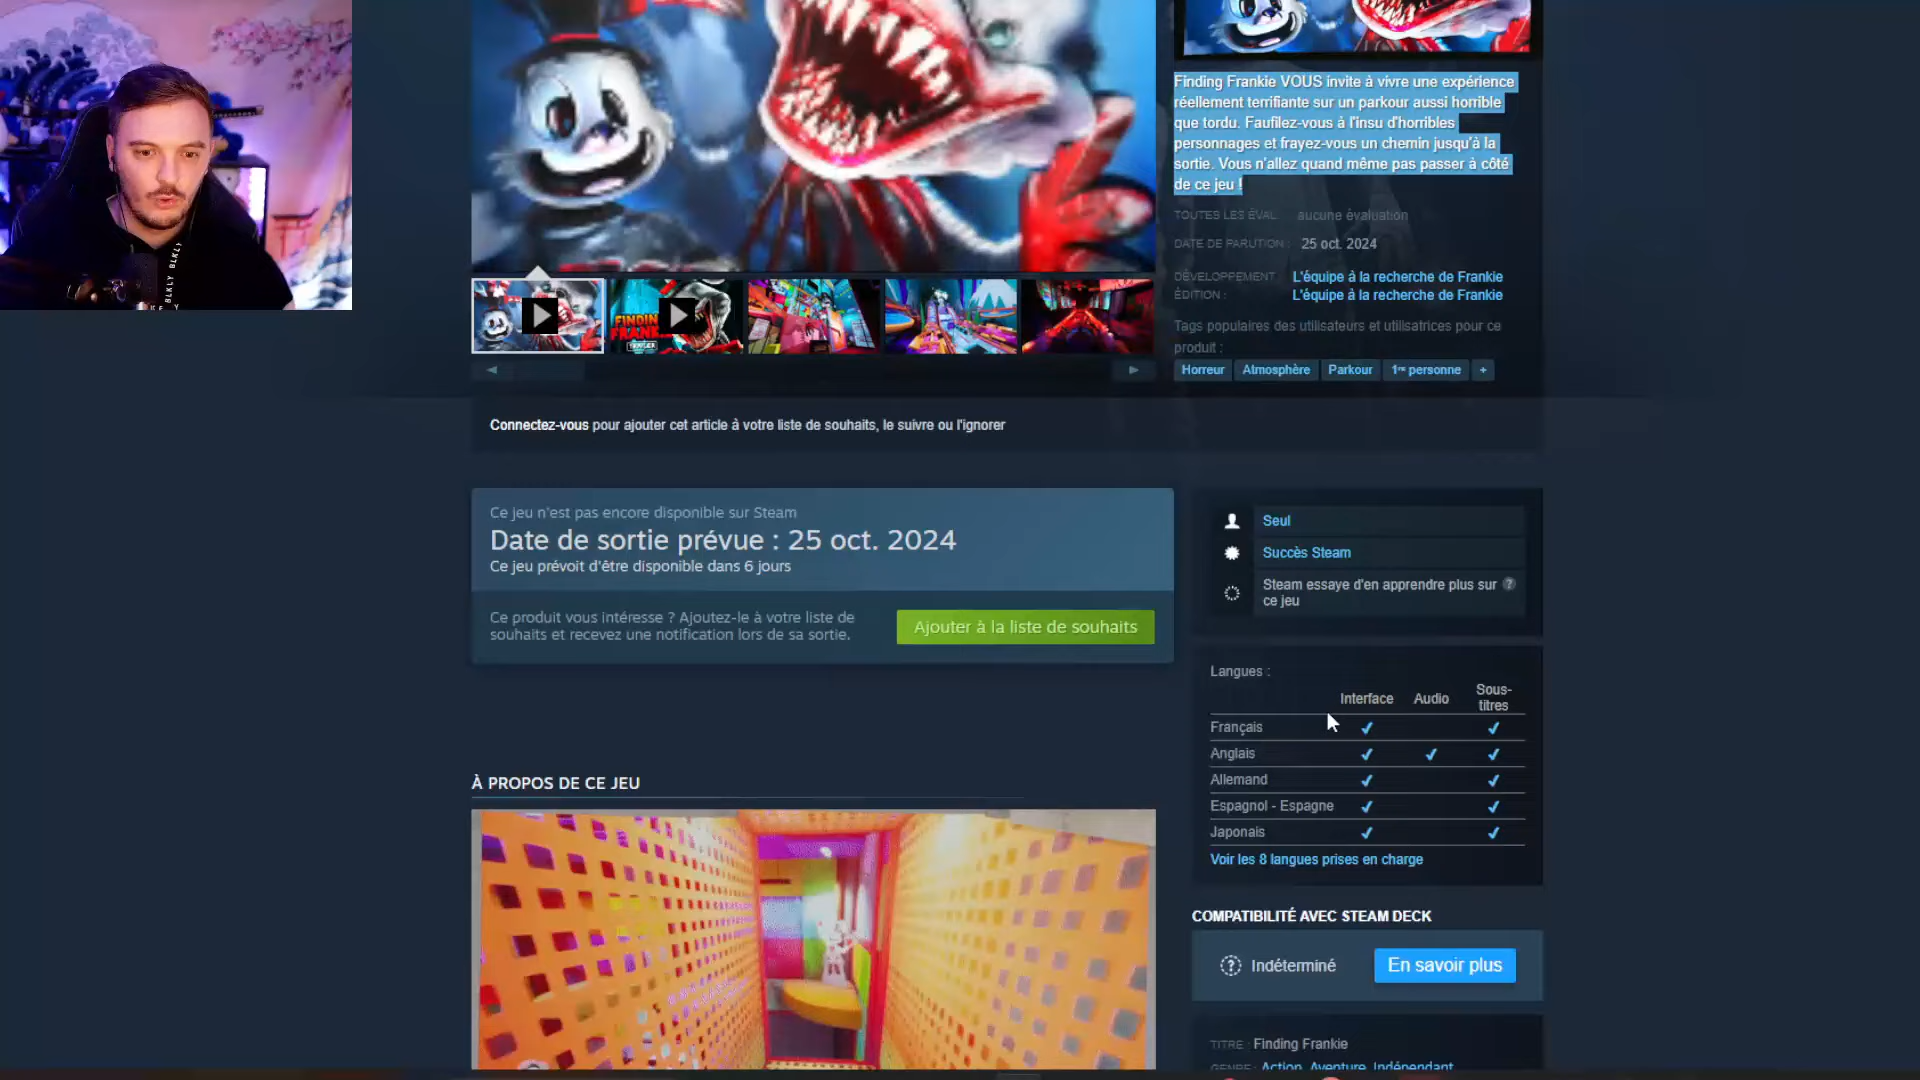 Finding Frankie VOUS invite à vivre une expérience
réellement terrifiante sur un parkour aussi horrible
que tordu. Faufilez-vous à l'insu d'horribles
personnages et frayez-vous un chemin jusqu'à la
sortie. Vous n'allez quand même pas passer à côté
de ce jeu !
TOUTES LES ÉVAL. aucune évaluation
DATE DE PARUTION : 25 oct. 2024
DÉVELOPPEMENT L'équipe à la recherche de Frankie
ÉDITION : L'équipe à la recherche de Frankie
Tags populaires des utilisateurs et utilisatrices pour ce
produit :
Horreur Atmosphère Parkour 1re personne +
FINDING
Connectez-vous pour ajouter cet article à votre liste de souhaits, le suivre ou l'ignorer
Ce jeu n'est pas encore disponible sur Steam
Date de sortie prévue : 25 oct. 2024
Ce jeu prévoit d'être disponible dans 6 jours
Ce produit vous intéresse ? Ajoutez-le à votre liste de
souhaits et recevez une notification lors de sa sortie.
Ajouter à la liste de souhaits
Seul
Succès Steam
Steam essaye d'en apprendre plus sur ?
ce jeu
Langues :
Interface Audio Sous-
titres
Français ✔ ✔
Anglais ✔ ✔ ✔
Allemand ✔ ✔
Espagnol - Espagne ✔ ✔
Japonais ✔ ✔
Voir les 8 langues prises en charge
À PROPOS DE CE JEU
COMPATIBILITÉ AVEC STEAM DECK
Indéterminé
En savoir plus
TITRE : Finding Frankie
GENRE : Action, Aventure, Indépendant
BLKLY BLKLY